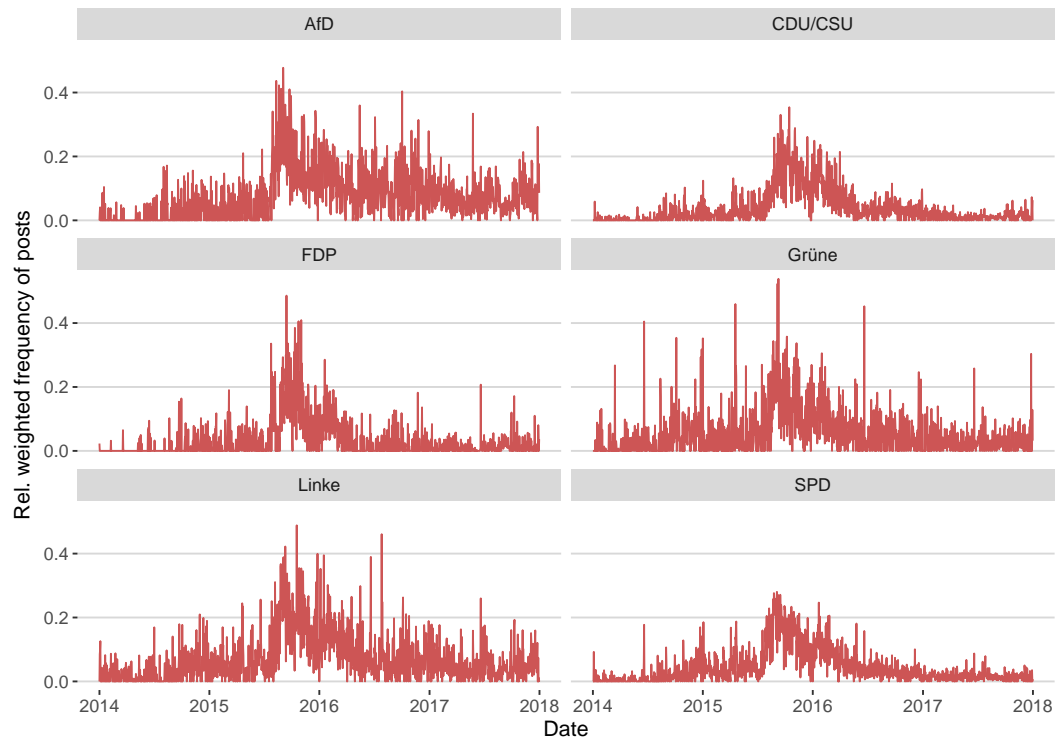 AfD
CDU/CSU
0.4
0.2
0.0
FDP
Grüne
0.4
0.2
0.0
Linke
SPD
0.4
0.2
0.0
2014 2015 2016 2017 2018
2014 2015 2016 2017 2018
Date
Rel. weighted frequency of posts